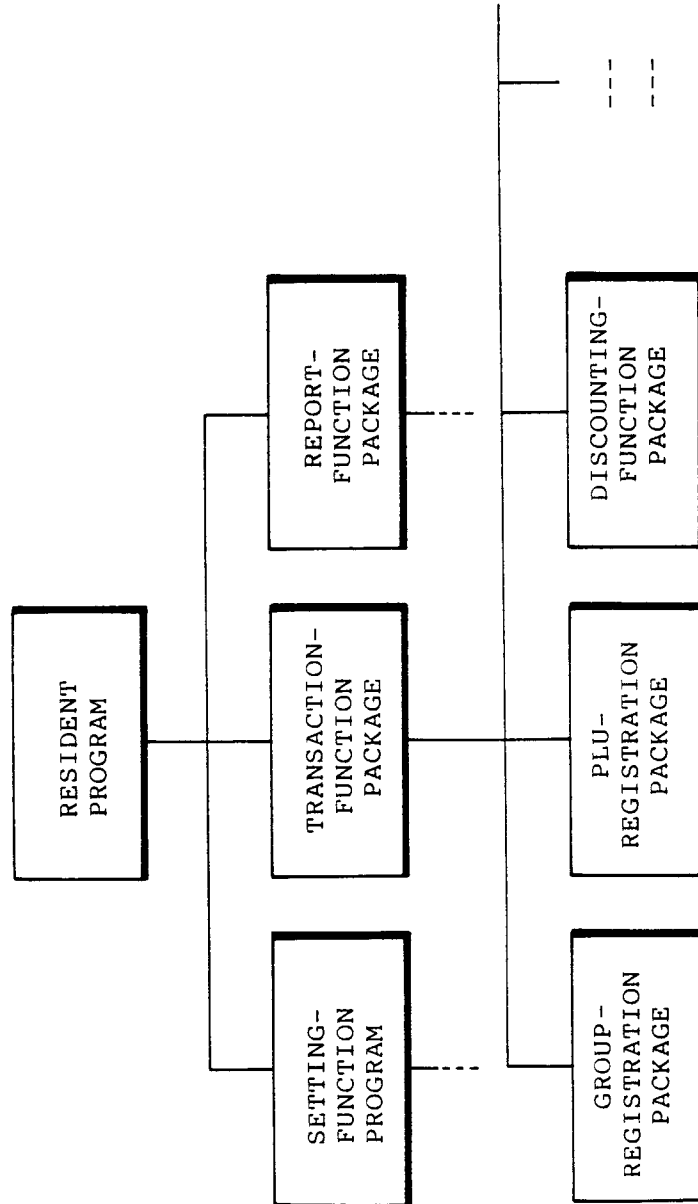 RESIDENT
PROGRAM
SETTING-
FUNCTION
PROGRAM
TRANSACTION-
FUNCTION
PACKAGE
REPORT-
FUNCTION
PACKAGE
GROUP-
REGISTRATION
PACKAGE
PLU-
REGISTRATION
PACKAGE
DISCOUNTING-
FUNCTION
PACKAGE